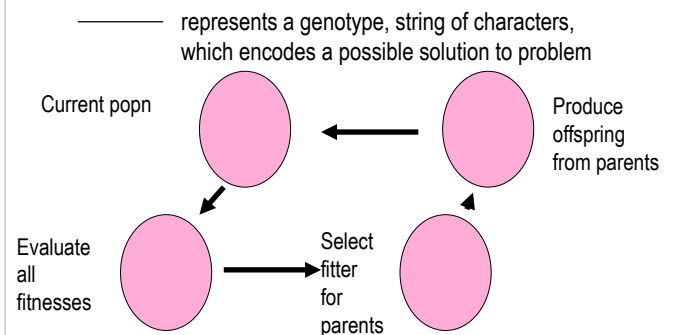 represents a genotype, string of characters,
which encodes a possible solution to problem
Current popn
Produce
offspring
from parents
Evaluate
all
fitnesses
Select
fitter
for
parents